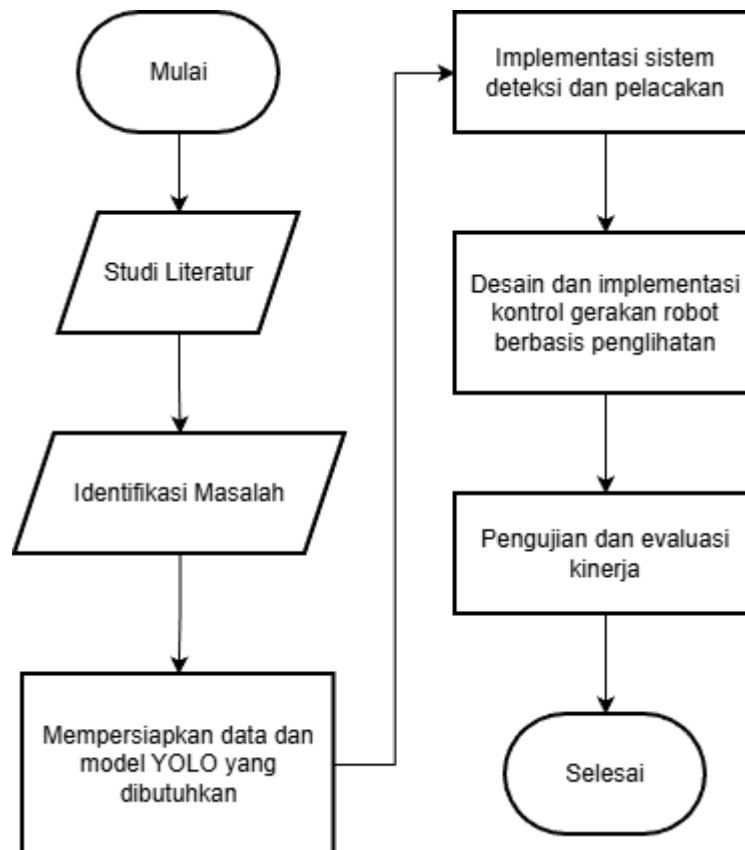 Mulai
Studi Literatur
Identifikasi Masalah
Mempersiapkan data dan
model YOLO yang
dibutuhkan
Implementasi sistem
deteksi dan pelacakan
Desain dan implementasi
kontrol gerakan robot
berbasis penglihatan
Pengujian dan evaluasi
kinerja
Selesai